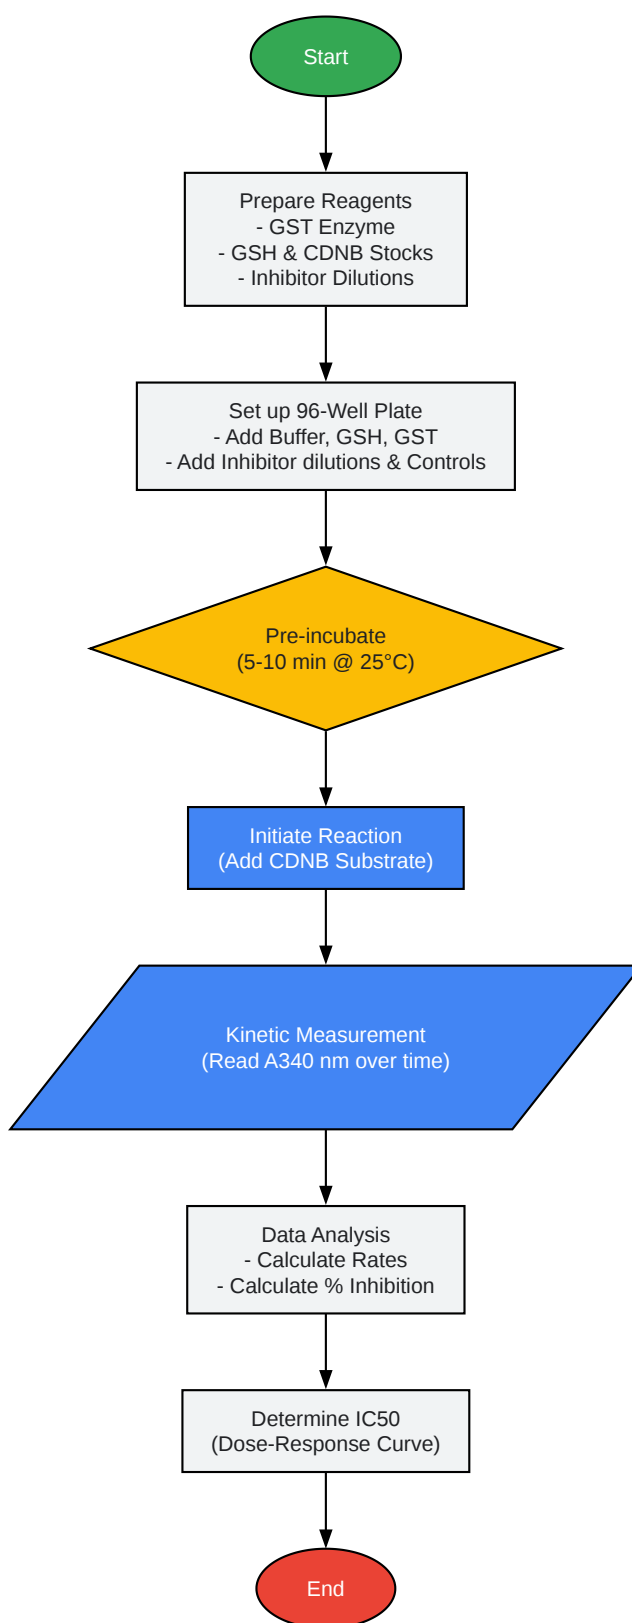 Start
Prepare Reagents
- GST Enzyme
- GSH & CDNB Stocks
- Inhibitor Dilutions
Set up 96-Well Plate
- Add Buffer, GSH, GST
- Add Inhibitor dilutions & Controls
Pre-incubate
(5-10 min @ 25°C)
Initiate Reaction
(Add CDNB Substrate)
Kinetic Measurement
(Read A340 nm over time)
Data Analysis
- Calculate Rates
- Calculate % Inhibition
Determine IC50
(Dose-Response Curve)
End